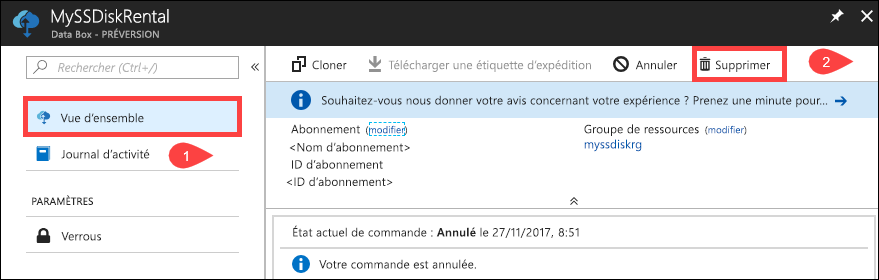 MySSDiskRental
Data Box - PRÉVERSION
Rechercher (Ctrl+/)
Vue d'ensemble
Journal d'activité
1
PARAMÈTRES
Verrous
Cloner
Télécharger une étiquette d'expédition
Annuler
Supprimer
2
Souhaitez-vous nous donner votre avis concernant votre expérience ? Prenez une minute pour...
Abonnement (modifier)
<Nom d'abonnement>
ID d'abonnement
<ID d'abonnement>
Groupe de ressources (modifier)
myssdiskrg
État actuel de commande : Annulé le 27/11/2017, 8:51
Votre commande est annulée.